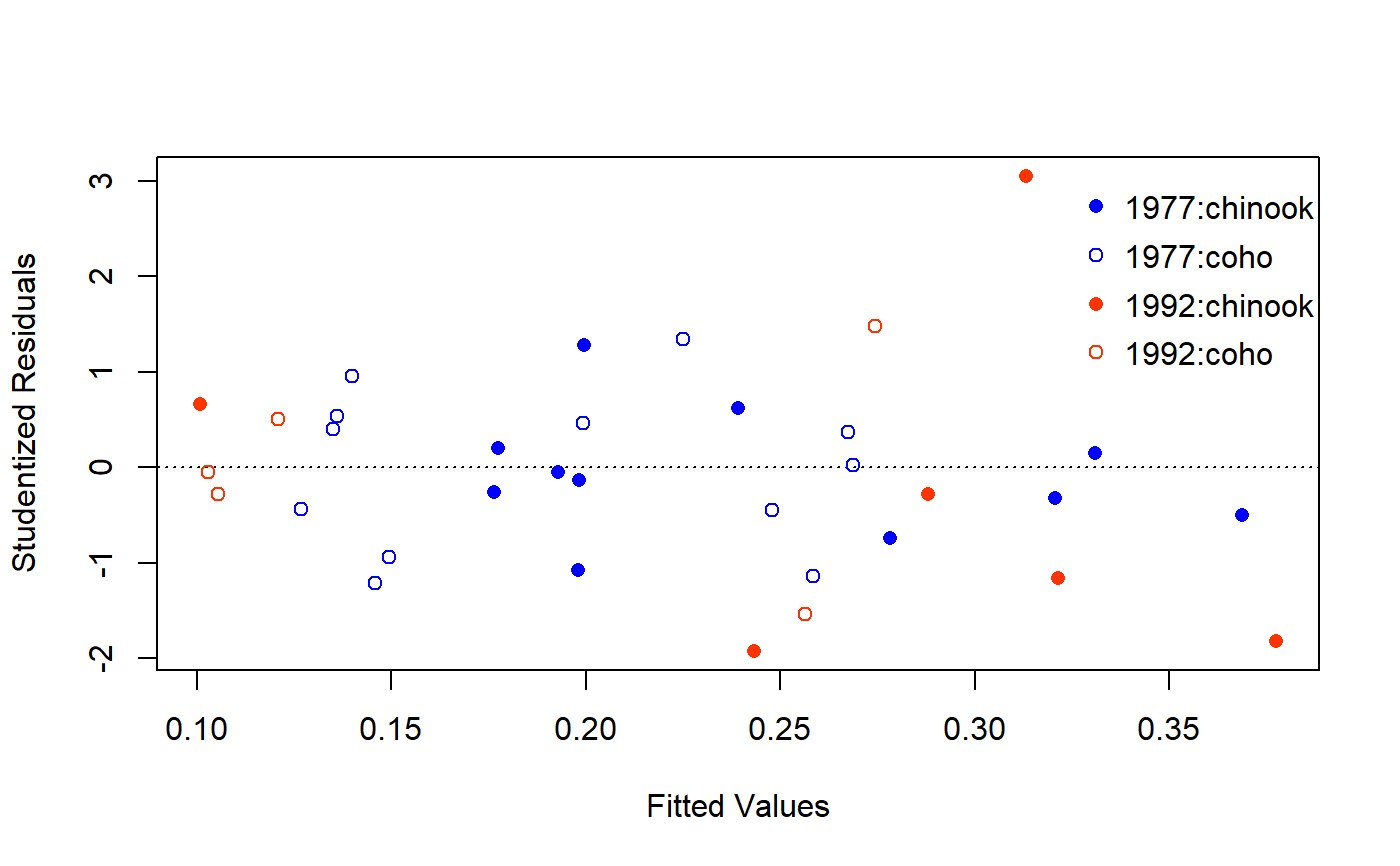 Studentized Residuals
3
2
1
0
-1
-2
1977:chinook
1977:coho
1992:chinook
1992:coho
0.10 0.15 0.20 0.25 0.30 0.35
Fitted Values